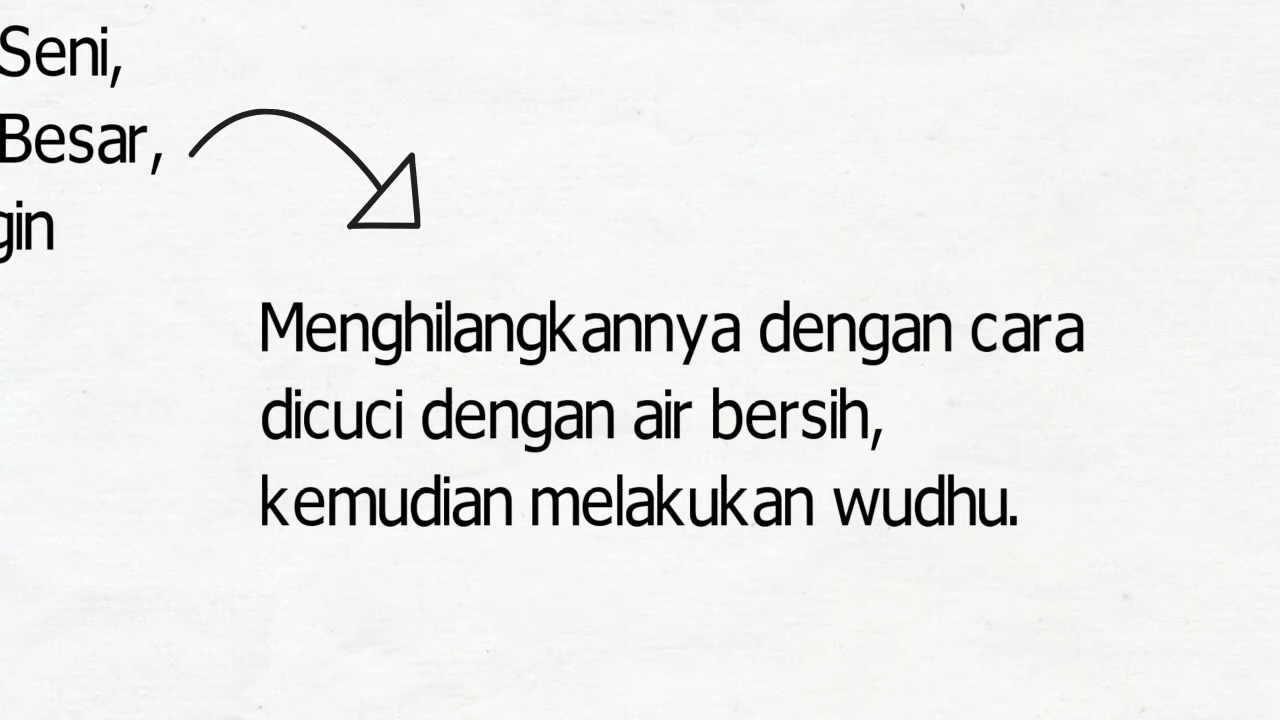 Seni,
Besar,
gin
Menghilangkannya dengan cara
dicuci dengan air bersih,
kemudian melakukan wudhu.